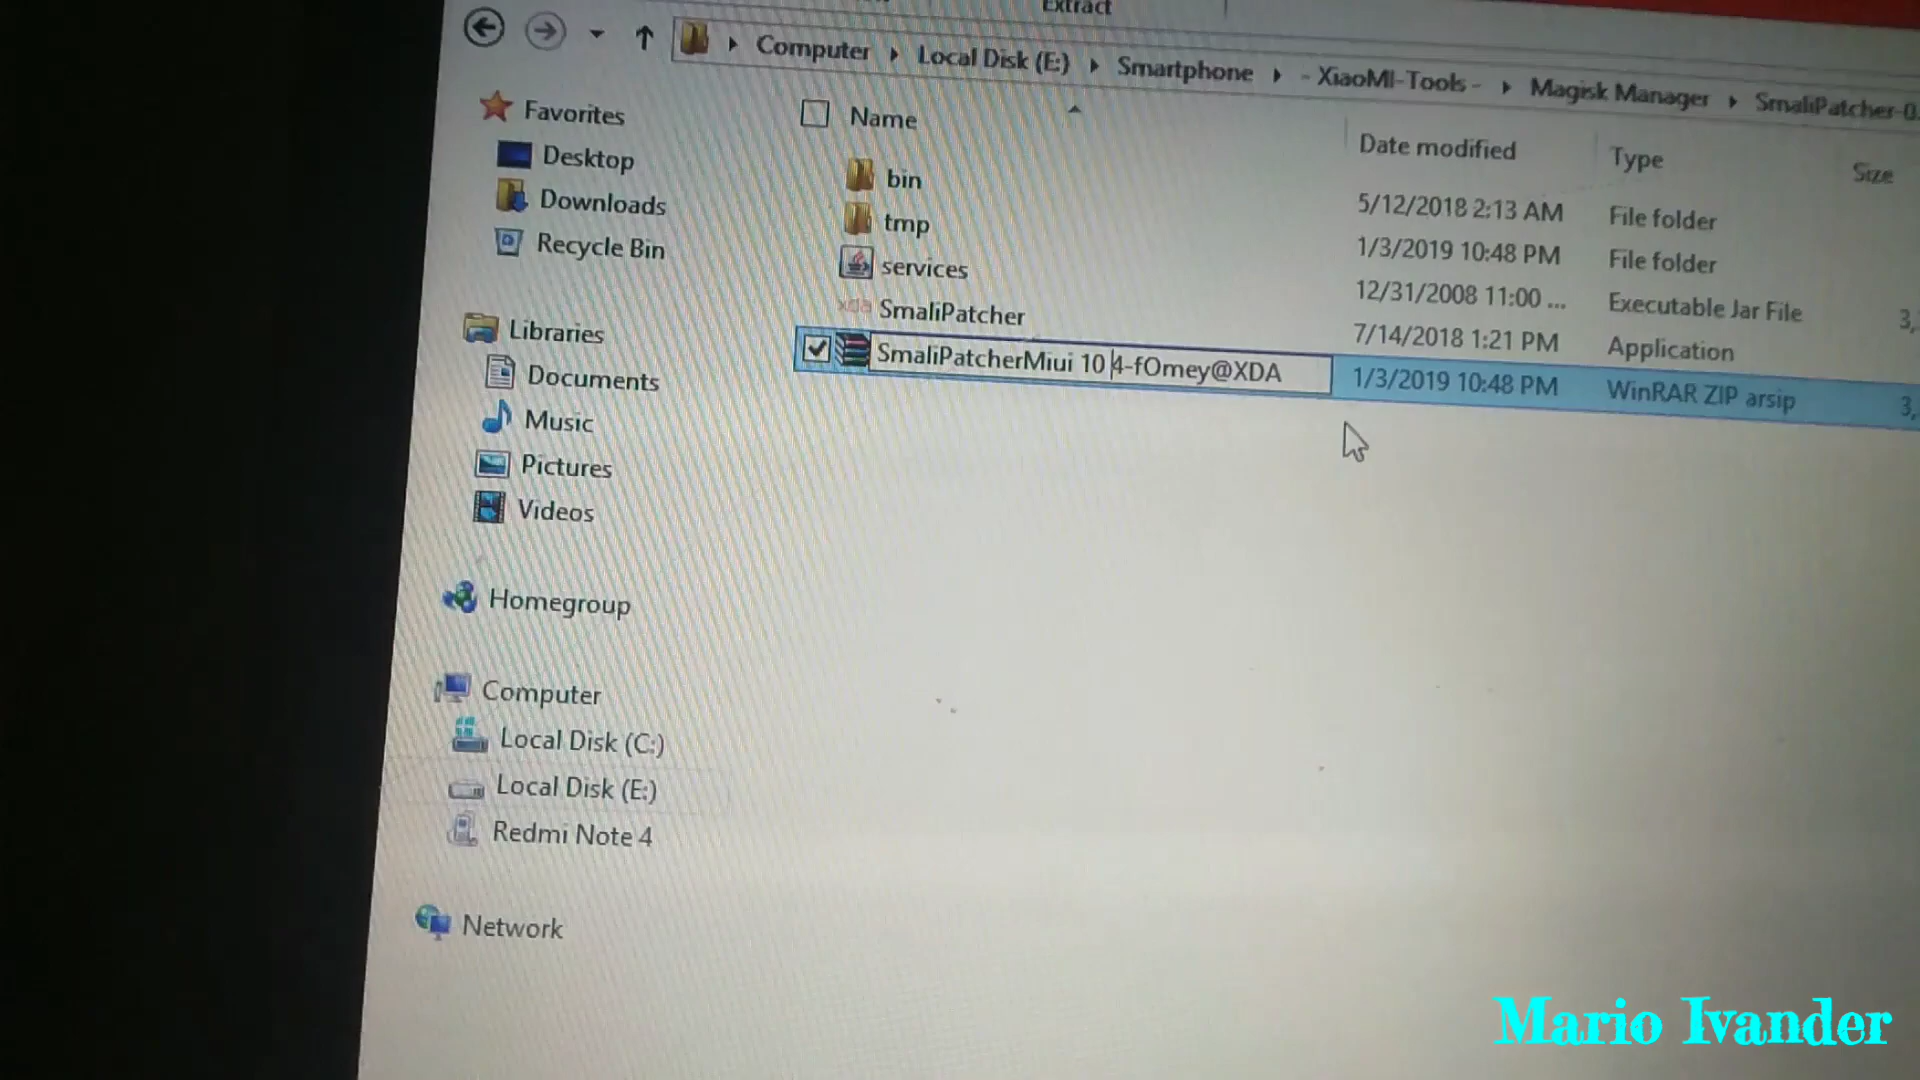 Extract
Computer Local Disk (E:) Smartphone - XiaoMI-Tools - Magisk Manager SmaliPatcher-0.
Favorites
Desktop
Downloads
Recycle Bin
Libraries
Documents
Music
Pictures
Videos
Homegroup
Computer
Local Disk (C:)
Local Disk (E:)
Redmi Note 4
Network
Name Date modified Type Size
bin 5/12/2018 2:13 AM File folder
tmp 1/3/2019 10:48 PM File folder
services 12/31/2008 11:00 ... Executable Jar File 3,
xda SmaliPatcher 7/14/2018 1:21 PM Application
SmaliPatcherMiui 10 4-fOmey@XDA 1/3/2019 10:48 PM WinRAR ZIP arsip 3,
Mario Ivander